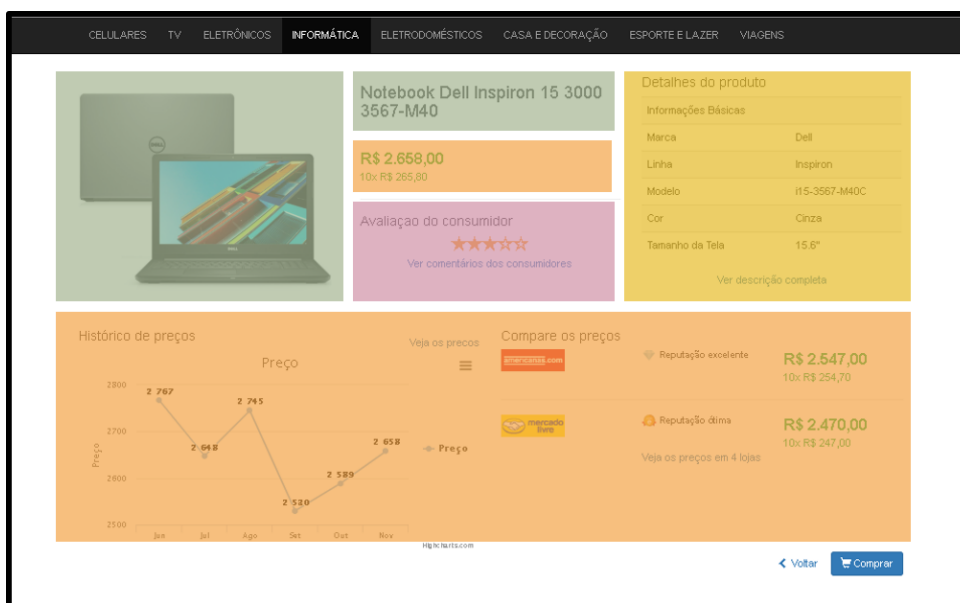 CELULARES TV ELETRÔNICOS INFORMÁTICA ELETRODOMÉSTICOS CASA E DECORAÇÃO ESPORTE E LAZER VIAGENS
Notebook Dell Inspiron 15 3000
3567-M40
R$ 2.658,00
10x R$ 265,80
Avaliaçao do consumidor
Ver comentários dos consumidores
Detalhes do produto
Informações Básicas
Marca Dell
Linha Inspiron
Modelo i15-3567-M40C
Cor Cinza
Tamanho da Tela 15.6"
Ver descrição completa
Histórico de preços
Veja os precos
Preço
2800
2700
2600
2500
Preço
2 767
2 648
2 745
2 530
2 589
2 658
Jun Jul Ago Set Out Nov
Preço
Highcharts.com
Compare os preços
americanas.com
Reputação excelente
R$ 2.547,00
10x R$ 254,70
mercado
livre
Reputação ótima
R$ 2.470,00
10x R$ 247,00
Veja os preços em 4 lojas
Voltar
Comprar